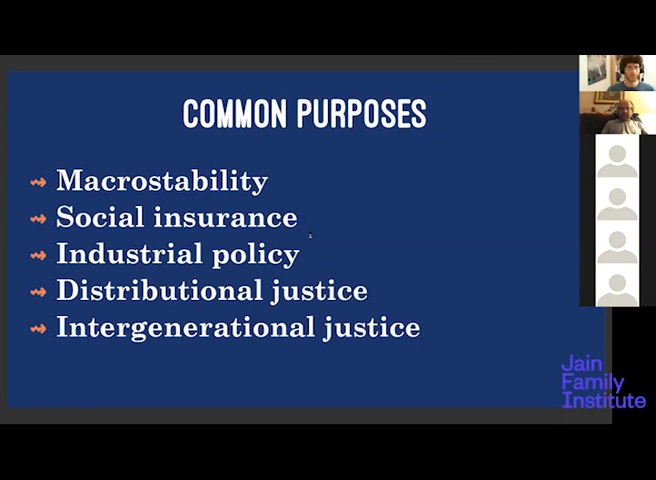 COMMON PURPOSES
Macrostability
Social insurance
Industrial policy
Distributional justice
Intergenerational justice
Jain
Family
Institute